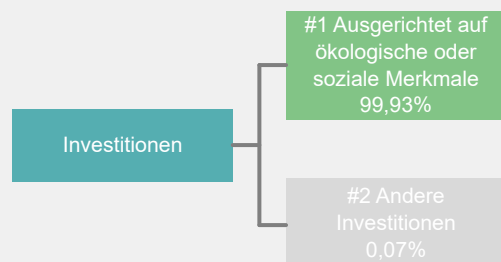 #1 Ausgerichtet auf
ökologische oder
soziale Merkmale
99,93%
Investitionen
#2 Andere
Investitionen
0,07%